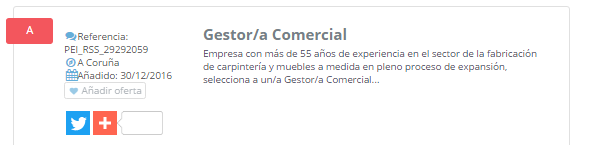 A
Referencia:
PEI_RSS_29292059
A Coruña
Añadido: 30/12/2016
Añadir oferta
Gestor/a Comercial
Empresa con más de 55 años de experiencia en el sector de la fabricación
de carpintería y muebles a medida en pleno proceso de expansión,
selecciona a un/a Gestor/a Comercial...